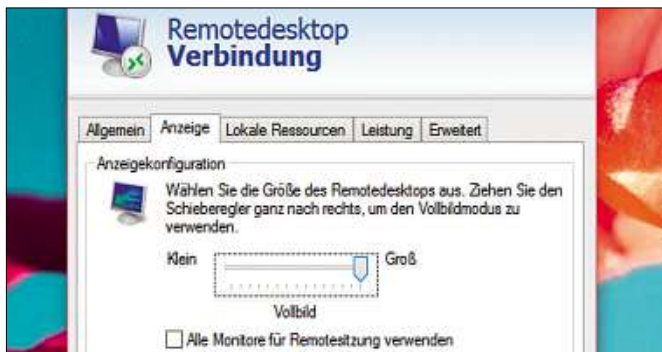 Remotedesktop
Verbindung
Allgemein Anzeige Lokale Ressourcen Leistung Erweitert
Anzeigekonfiguration
Wählen Sie die Größe des Remotedesktops aus. Ziehen Sie den
Schieberegler ganz nach rechts, um den Vollbildmodus zu
verwenden.
Klein Groß
Vollbild
Alle Monitore für Remotesitzung verwenden